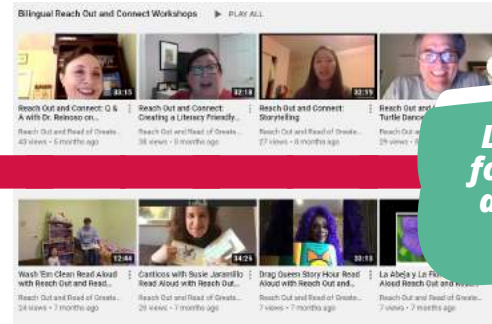 Bilingual Reach Out and Connect Workshops
PLAY ALL
33:15
32:18
32:19
Reach Out and Connect: Q &
A with Dr. Reinoso on...
Reach Out and Read of Greate...
43 views • 6 months ago
Reach Out and Connect:
Creating a Literacy Friendly...
Reach Out and Read of Greate...
38 views • 6 months ago
Reach Out and Connect:
Storytelling
Reach Out and Read of Greate...
27 views • 6 months ago
Reach Out and
Turtle Dance
Reach Out a
29 views •
12:44
34:26
Wash 'Em Clean Read Aloud
with Reach Out and Read...
Reach Out and Read of Greate...
24 views • 7 months ago
Canticos with Susie Jaramillo
Read Aloud with Reach Out...
Reach Out and Read of Greate...
7 views • 7 months ago
Drag Queen Story Hour Read
Aloud with Reach Out and...
Reach Out and Read of Greate...
7 views • 7 months ago
La Abeja y La
Aloud Reach Out and
Reach Out and Read of Greate...
7 views • 7 months ago